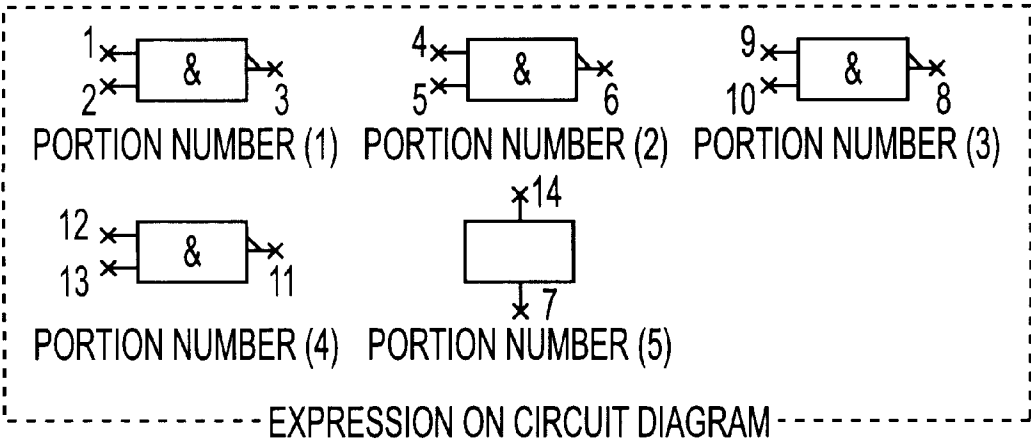 1 & 3 4 & 6 9 & 8
2 5 10
PORTION NUMBER (1) PORTION NUMBER (2) PORTION NUMBER (3)
12 & 11 14
13 7
PORTION NUMBER (4) PORTION NUMBER (5)
EXPRESSION ON CIRCUIT DIAGRAM